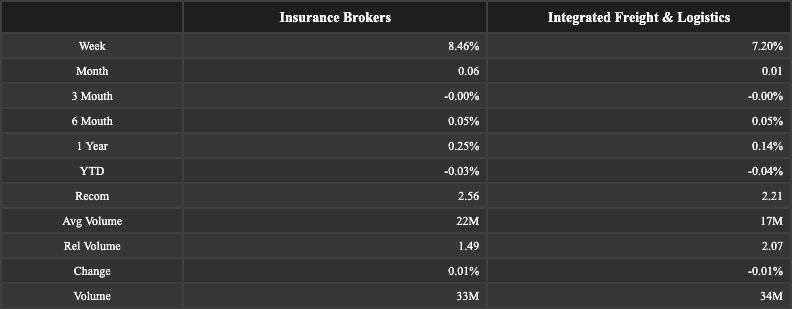 Insurance Brokers Integrated Freight & Logistics
Week 8.46% 7.20%
Month 0.06 0.01
3 Mouth -0.00% -0.00%
6 Mouth 0.05% 0.05%
1 Year 0.25% 0.14%
YTD -0.03% -0.04%
Recom 2.56 2.21
Avg Volume 22M 17M
Rel Volume 1.49 2.07
Change 0.01% -0.01%
Volume 33M 34M